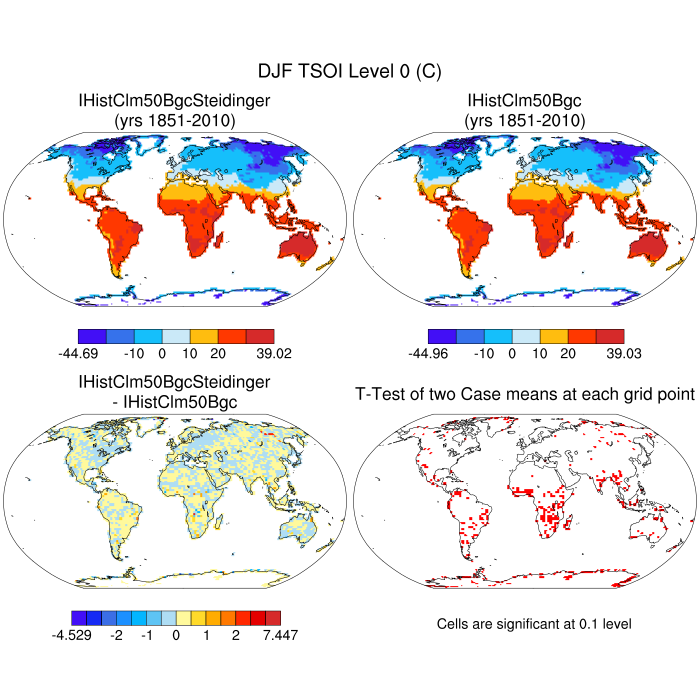 DJF TSOI Level 0 (C)
IHistClm50BgcSteidinger
(yrs 1851-2010)
IHistClm50Bgc
(yrs 1851-2010)
-44.69 -10 0 10 20 39.02
-44.96 -10 0 10 20 39.03
IHistClm50BgcSteidinger
- IHistClm50Bgc
T-Test of two Case means at each grid point
-4.529 -2 -1 0 1 2 7.447
Cells are significant at 0.1 level